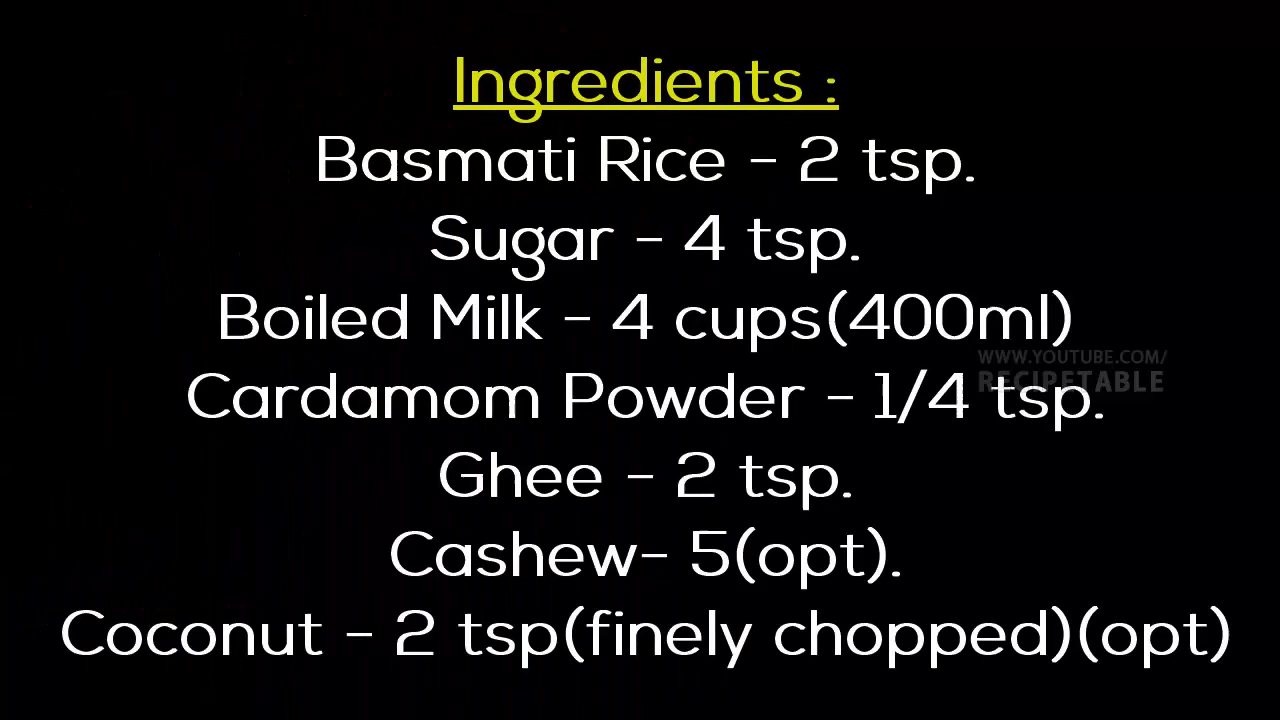 Ingredients :
Basmati Rice - 2 tsp.
Sugar - 4 tsp.
Boiled Milk - 4 cups(400ml)
WWW.YOUTUBE.COM/
RECIPETABLE
Cardamom Powder - 1/4 tsp.
Ghee - 2 tsp.
Cashew- 5(opt).
Coconut - 2 tsp(finely chopped)(opt)